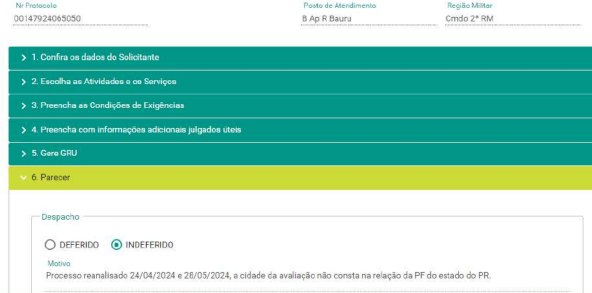 Nr Protocolo Posto de Atendimento Região Militar
00147924065050 B Ap R Bauru Cmdo 2ª RM
1. Confira os dados do Solicitante
2. Escolha as Atividades e os Serviços
3. Preencha as Condições de Exigências
4. Preencha com informações adicionais julgados úteis
5. Gera GRU
6. Parecer
Despacho
DEFERIDO INDEFERIDO
Motivo
Processo reanalisado 24/04/2024 e 28/05/2024, a cidade da avaliação não consta na relação da PF do estado do PR.